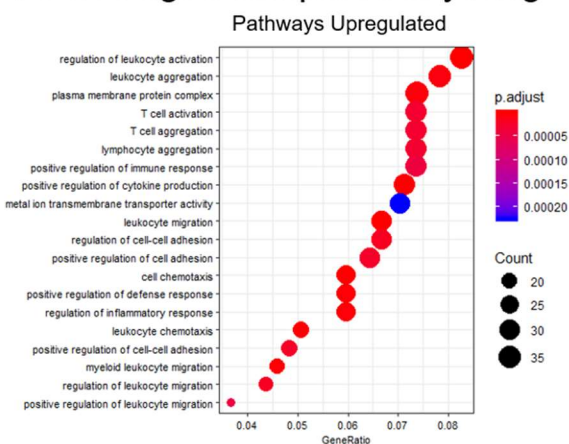 Pathways Upregulated
regulation of leukocyte activation
leukocyte aggregation
plasma membrane protein complex
T cell activation
T cell aggregation
lymphocyte aggregation
positive regulation of immune response
positive regulation of cytokine production
metal ion transmembrane transporter activity
leukocyte migration
regulation of cell-cell adhesion
positive regulation of cell adhesion
cell chemotaxis
positive regulation of defense response
regulation of inflammatory response
leukocyte chemotaxis
positive regulation of cell-cell adhesion
myeloid leukocyte migration
regulation of leukocyte migration
positive regulation of leukocyte migration
0.04 0.05 0.06 0.07 0.08
GeneRatio
p.adjust
0.00005
0.00010
0.00015
0.00020
Count
20
25
30
35